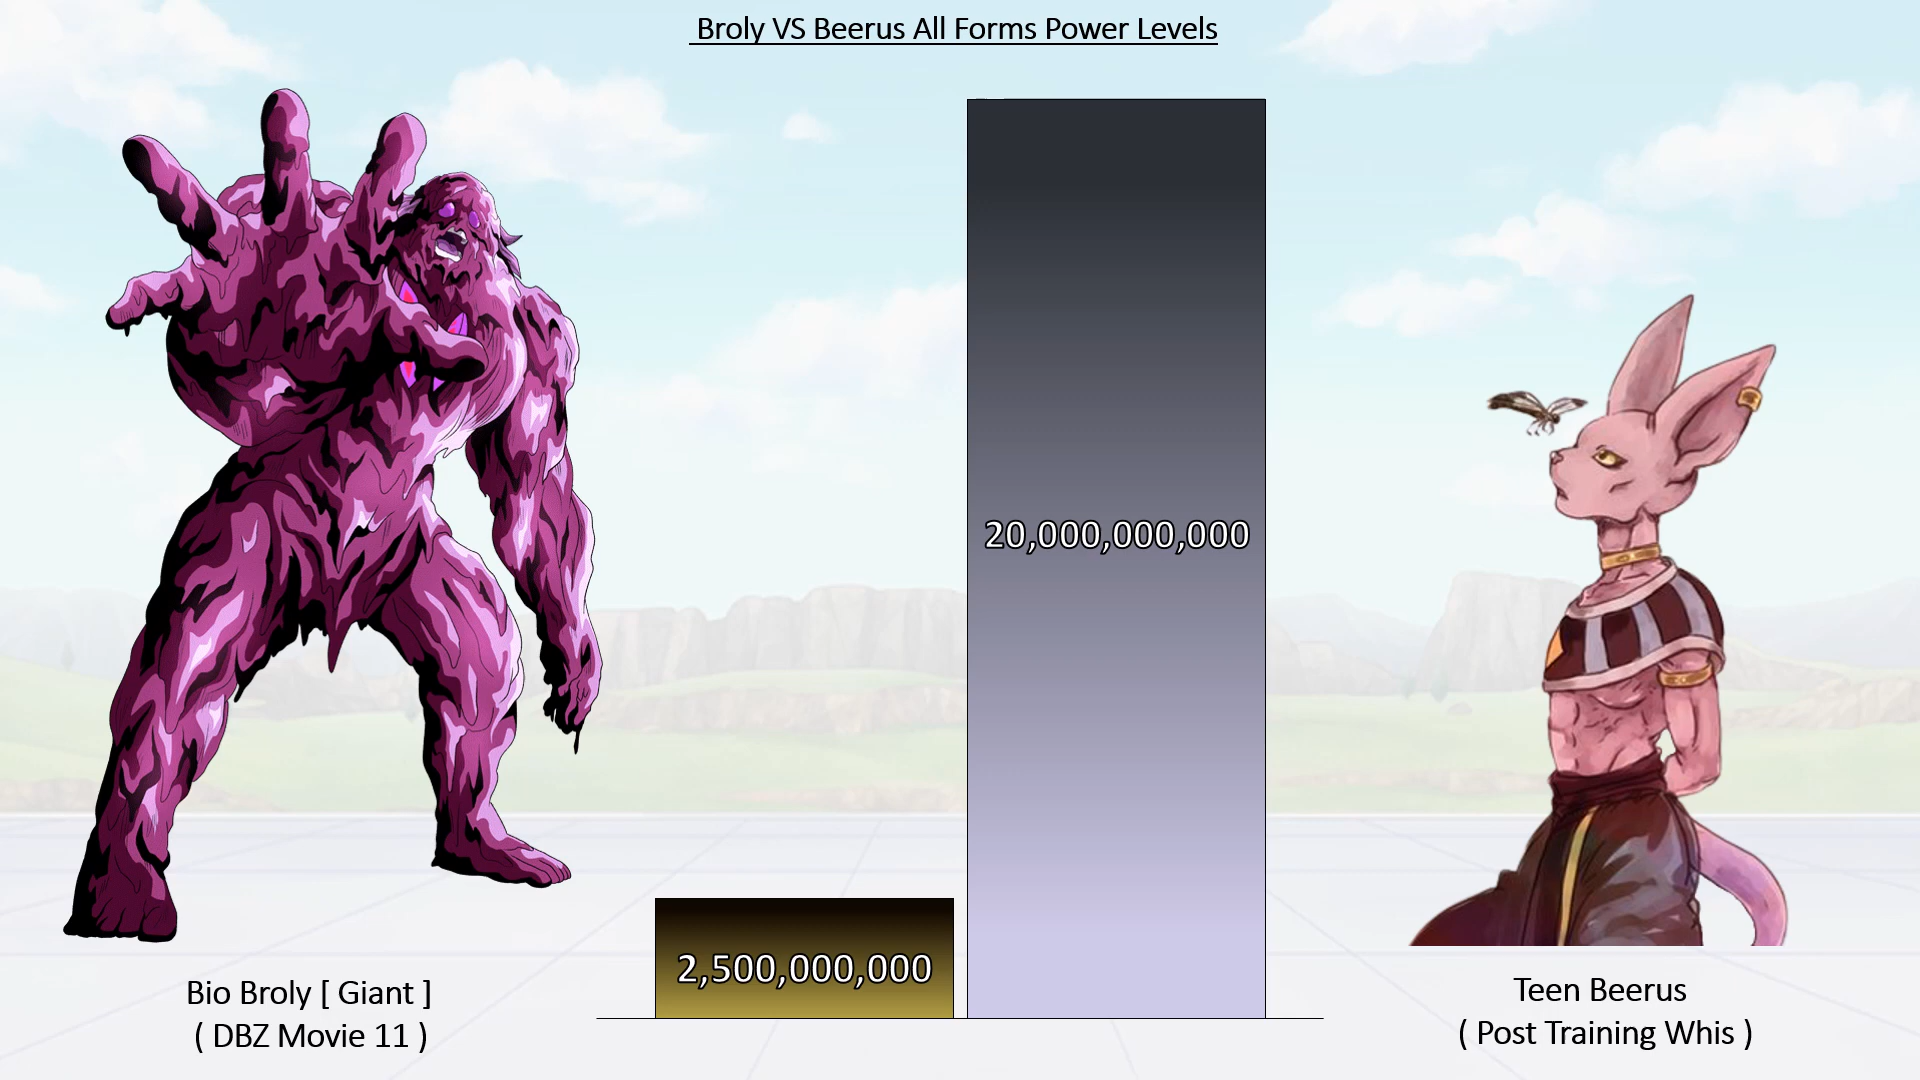 Broly VS Beerus All Forms Power Levels
20,000,000,000
2,500,000,000
Bio Broly [ Giant ]
( DBZ Movie 11 )
Teen Beerus
( Post Training Whis )